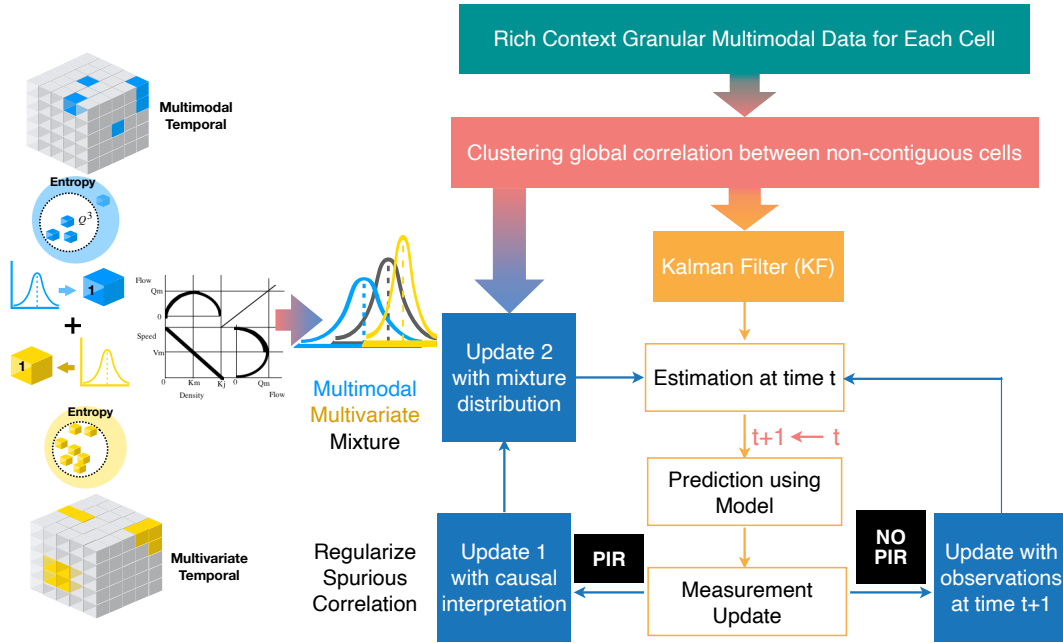 Rich Context Granular Multimodal Data for Each Cell
Clustering global correlation between non-contiguous cells
Kalman Filter (KF)
Estimation at time t
t+1 ← t
Prediction using
Model
Measurement
Update
NO
PIR
Update with
observations
at time t+1
PIR
Update 1
with causal
interpretation
Regularize
Spurious
Correlation
Update 2
with mixture
distribution
Multimodal
Multivariate
Mixture
Multimodal
Temporal
Entropy
Q³
1
+
1
Flow
Qm
0
Speed
Vm
0
Km
Kj
0
Qm
Density
Flow
Entropy
Multivariate
Temporal